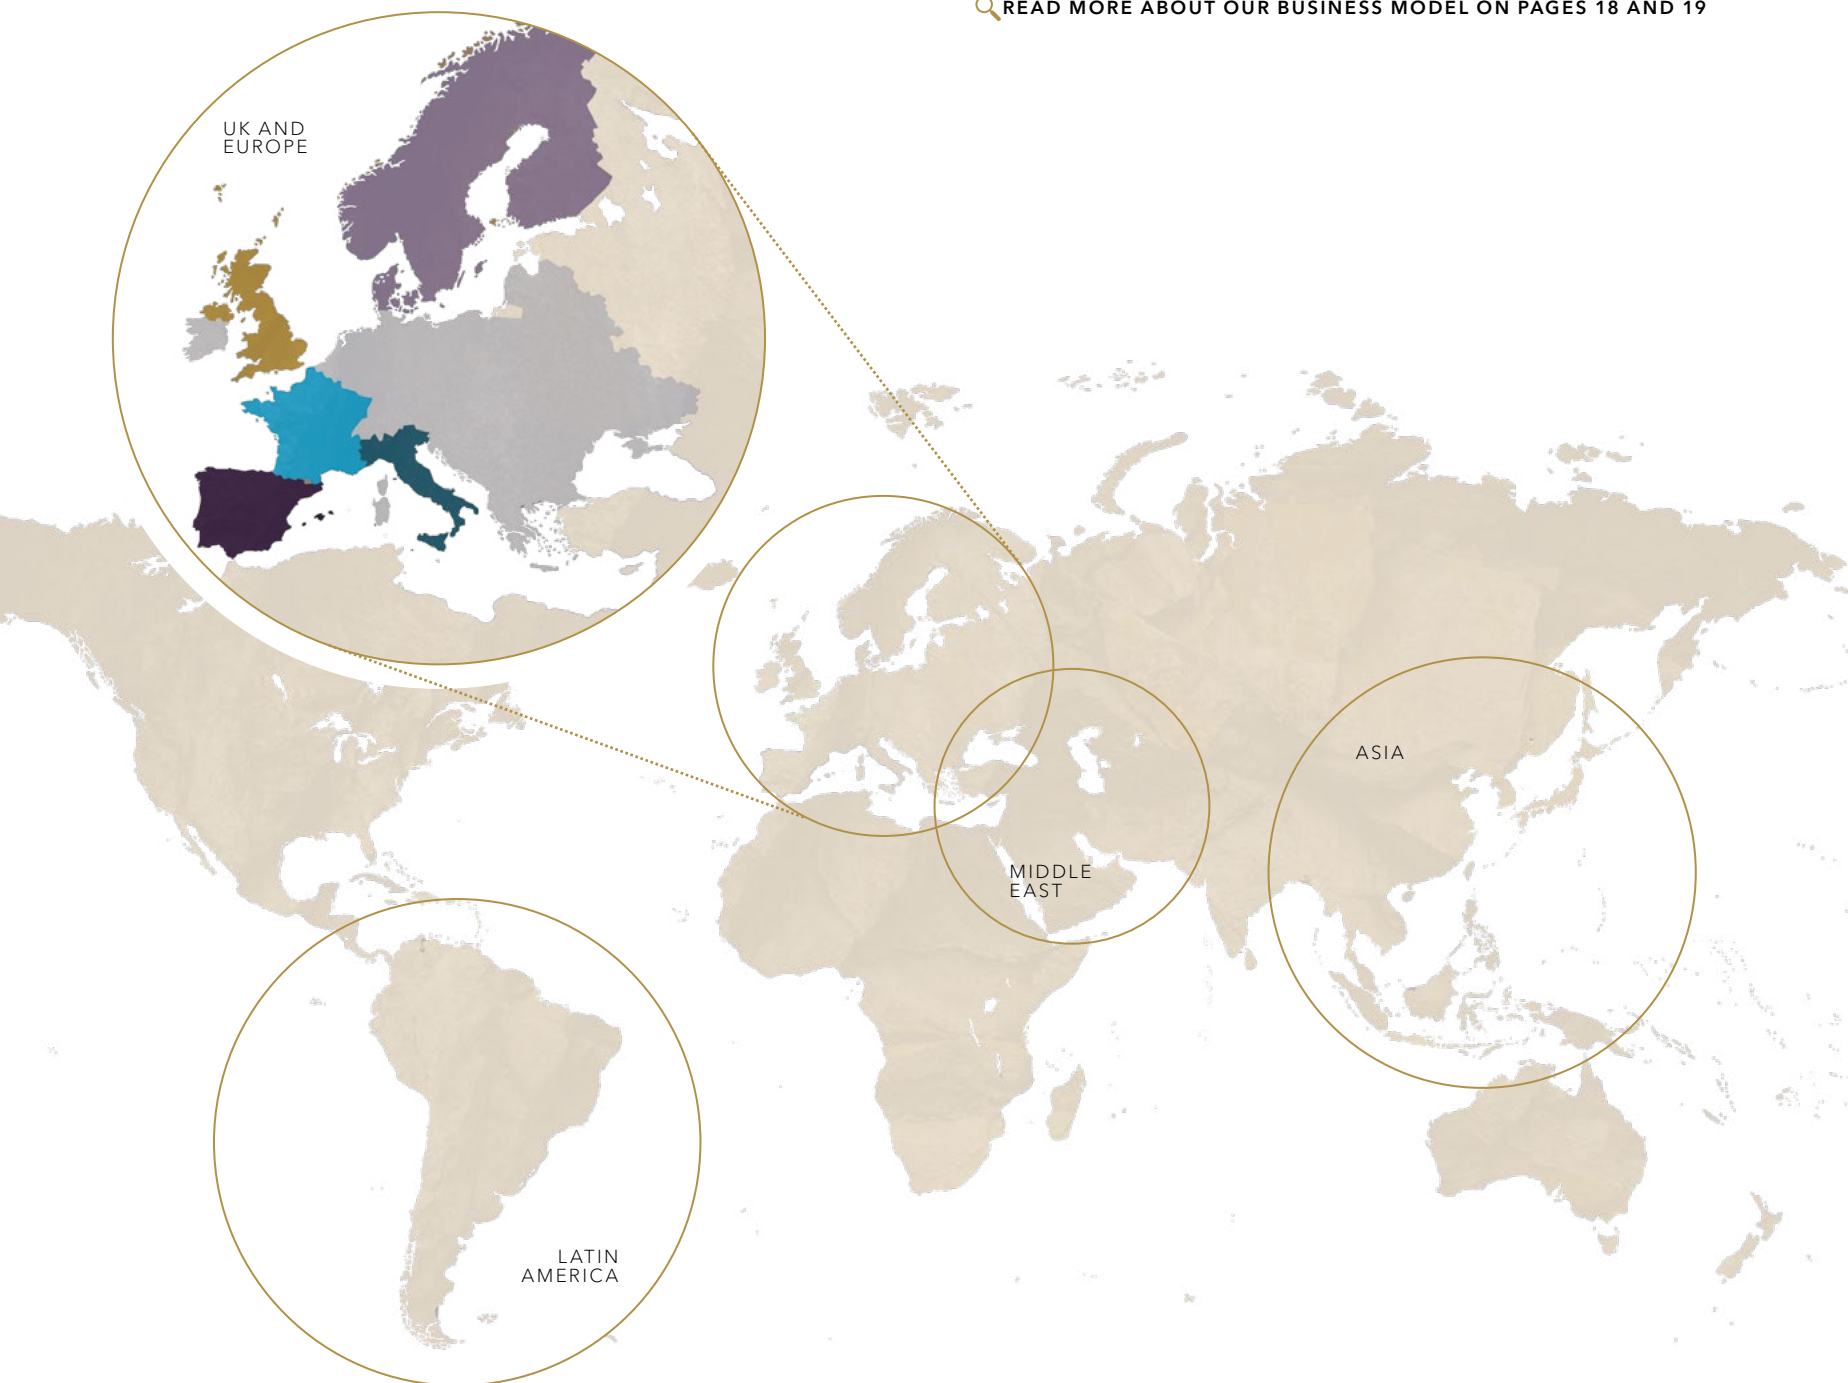 READ MORE ABOUT OUR BUSINESS MODEL ON PAGES 18 AND 19
UK AND
EUROPE
ASIA
MIDDLE
EAST
LATIN
AMERICA